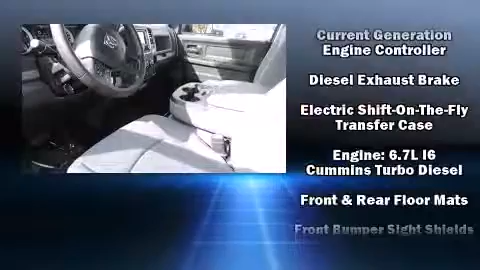 Current Generation
Engine Controller
Diesel Exhaust Brake
Electric Shift-On-The-Fly
Transfer Case
Engine: 6.7L I6
Cummins Turbo Diesel
Front & Rear Floor Mats
Front Bumper Sight Shields